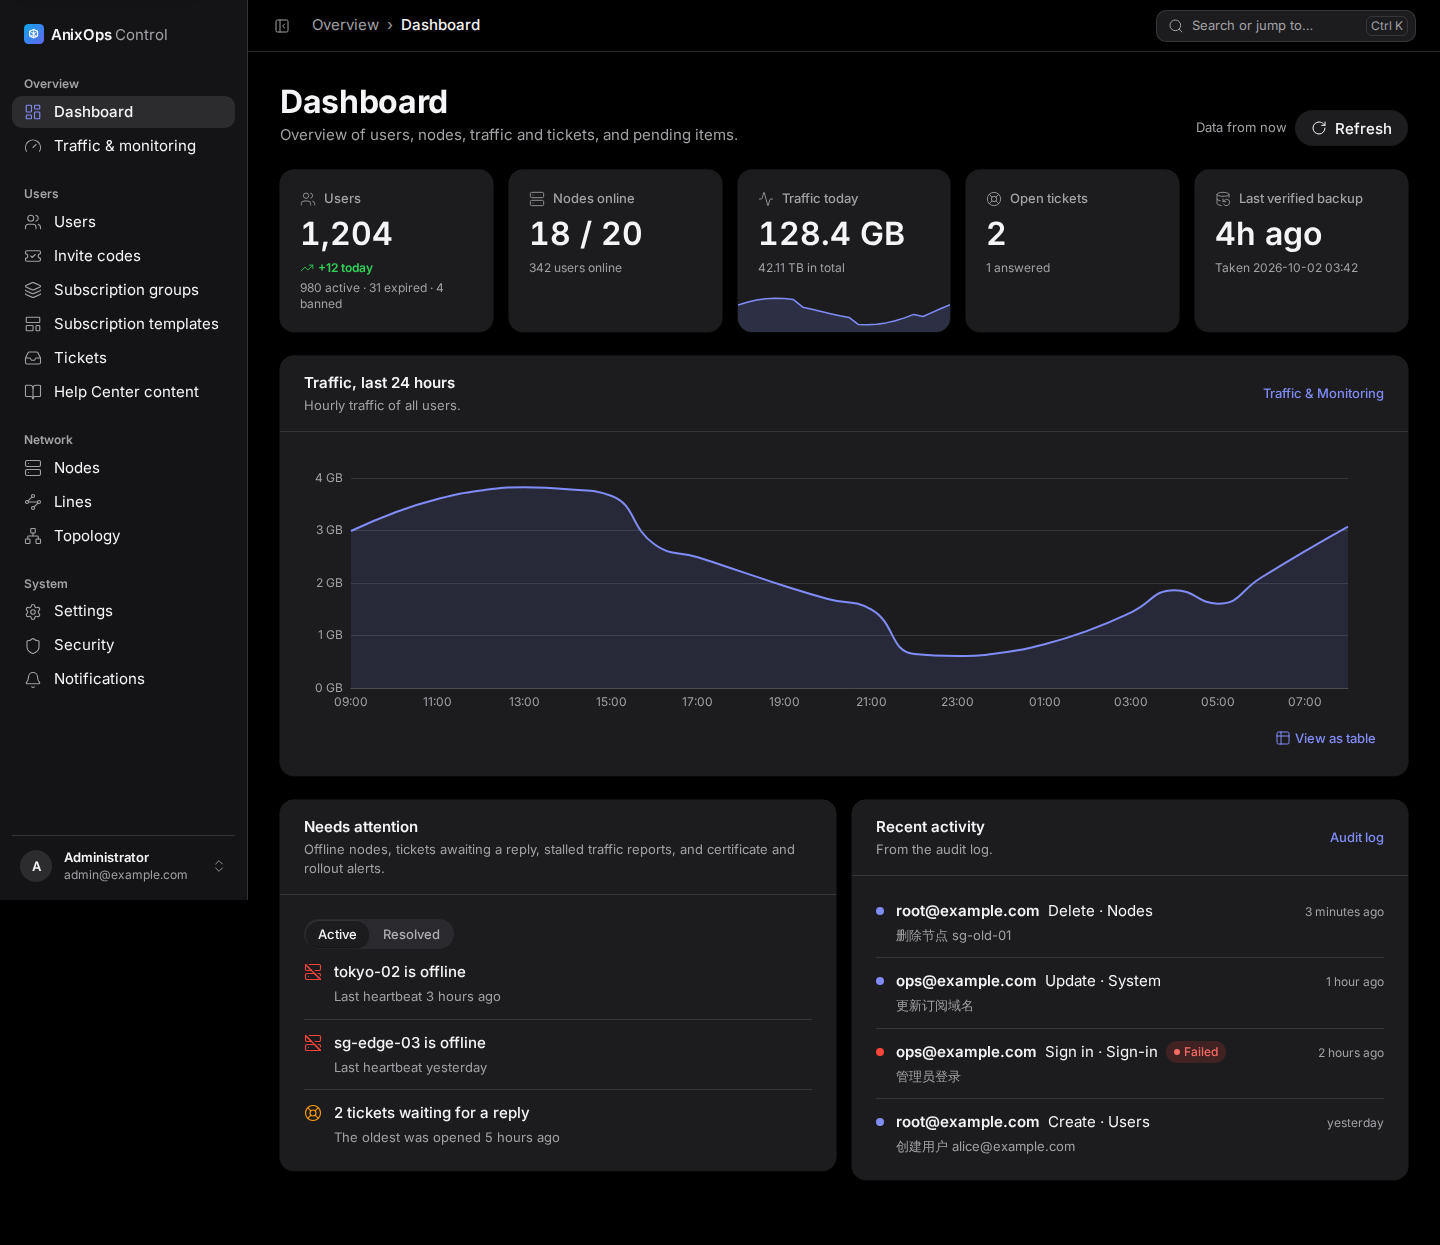 AnixOps Control
Overview
Dashboard
Traffic & monitoring
Users
Users
Invite codes
Subscription groups
Subscription templates
Tickets
Help Center content
Network
Nodes
Lines
Topology
System
Settings
Security
Notifications
A
Administrator
admin@example.com
Overview › Dashboard
Search or jump to...
Ctrl K
Dashboard
Overview of users, nodes, traffic and tickets, and pending items.
Data from now
Refresh
Users
1,204
+12 today
980 active · 31 expired · 4
banned
Nodes online
18 / 20
342 users online
Traffic today
128.4 GB
42.11 TB in total
Open tickets
2
1 answered
Last verified backup
4h ago
Taken 2026-10-02 03:42
Traffic, last 24 hours
Hourly traffic of all users.
Traffic & Monitoring
4 GB
3 GB
2 GB
1 GB
0 GB
09:00 11:00 13:00 15:00 17:00 19:00 21:00 23:00 01:00 03:00 05:00 07:00
View as table
Needs attention
Offline nodes, tickets awaiting a reply, stalled traffic reports, and certificate and
rollout alerts.
Active Resolved
tokyo-02 is offline
Last heartbeat 3 hours ago
sg-edge-03 is offline
Last heartbeat yesterday
2 tickets waiting for a reply
The oldest was opened 5 hours ago
Recent activity
From the audit log.
Audit log
root@example.com Delete · Nodes 3 minutes ago
删除节点 sg-old-01
ops@example.com Update · System 1 hour ago
更新订阅域名
ops@example.com Sign in · Sign-in Failed 2 hours ago
管理员登录
root@example.com Create · Users yesterday
创建用户 alice@example.com